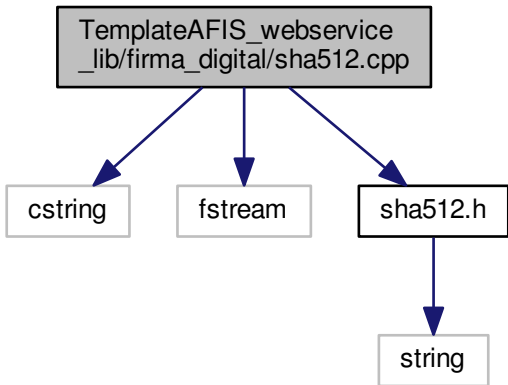 TemplateAFIS_webservice
_lib/firma_digital/sha512.cpp
cstring
fstream
sha512.h
string